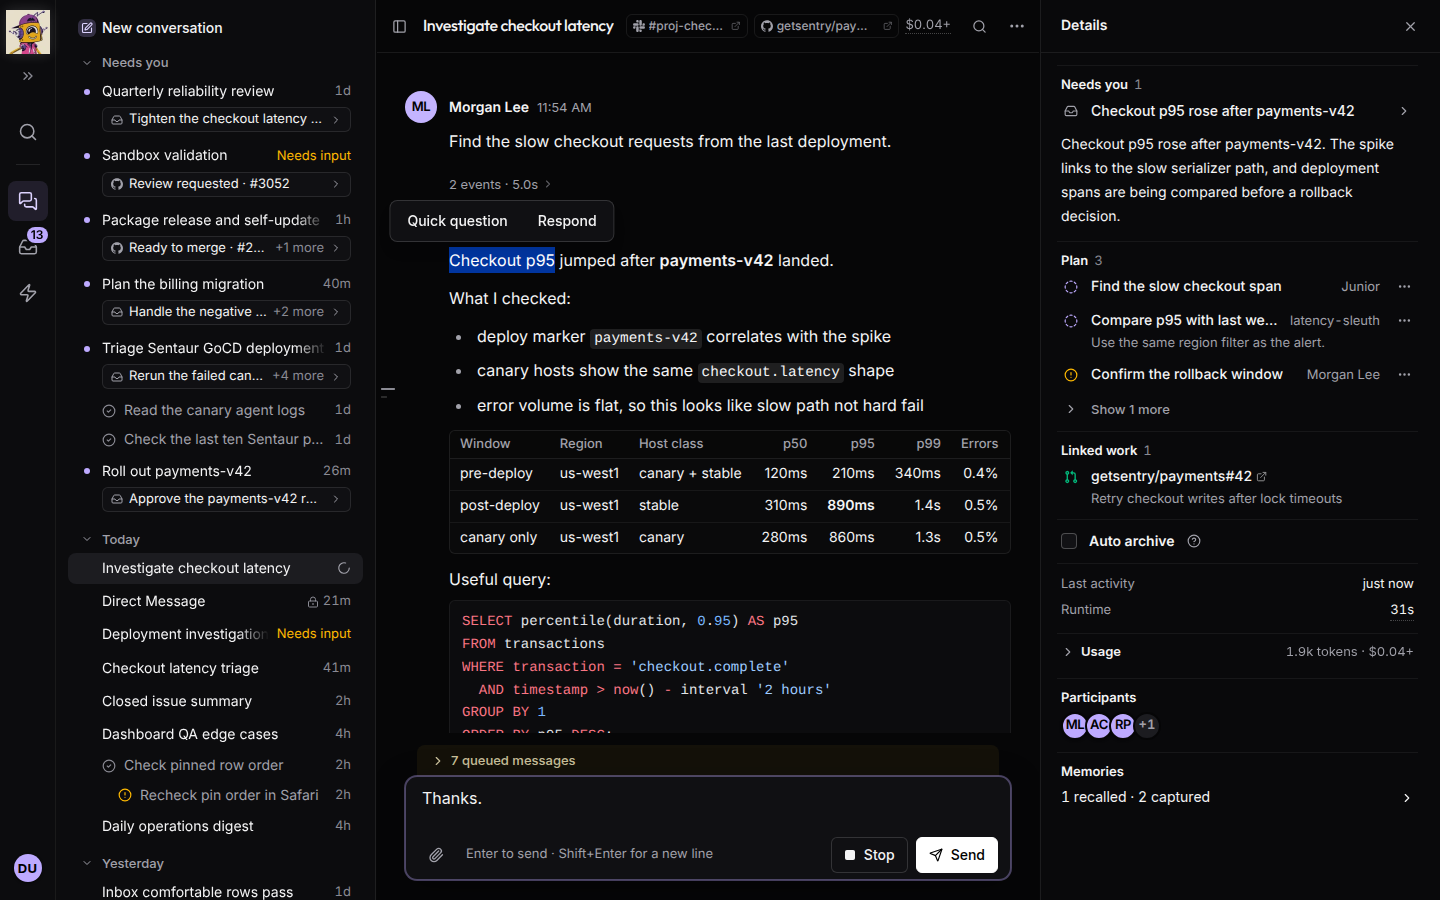 New conversation
Needs you
Quarterly reliability review 1d
Tighten the checkout latency ...
Sandbox validation Needs input
Review requested · #3052
Package release and self-update 1h
Ready to merge · #2... +1 more
Plan the billing migration 40m
Handle the negative ... +2 more
Triage Sentaur GoCD deployment 1d
Rerun the failed can... +4 more
Read the canary agent logs 1d
Check the last ten Sentaur p... 1d
Roll out payments-v42 26m
Approve the payments-v42 r...
Today
Investigate checkout latency
Direct Message 21m
Deployment investigation Needs input
Checkout latency triage 41m
Closed issue summary 2h
Dashboard QA edge cases 4h
Check pinned row order 2h
Recheck pin order in Safari 2h
Daily operations digest 4h
Yesterday
Inbox comfortable rows pass 1d
13
DU
Investigate checkout latency #proj-chec... getsentry/pay... $0.04+
ML Morgan Lee 11:54 AM
Find the slow checkout requests from the last deployment.
2 events · 5.0s
Quick question Respond
Checkout p95 jumped after payments-v42 landed.
What I checked:
• deploy marker payments-v42 correlates with the spike
• canary hosts show the same checkout.latency shape
• error volume is flat, so this looks like slow path not hard fail
Window Region Host class p50 p95 p99 Errors
pre-deploy us-west1 canary + stable 120ms 210ms 340ms 0.4%
post-deploy us-west1 stable 310ms 890ms 1.4s 0.5%
canary only us-west1 canary 280ms 860ms 1.3s 0.5%
Useful query:
SELECT percentile(duration, 0.95) AS p95
FROM transactions
WHERE transaction = 'checkout.complete'
AND timestamp > now() - interval '2 hours'
GROUP BY 1
ORDER BY p95 DESC;
7 queued messages
Thanks.
Enter to send · Shift+Enter for a new line
Stop Send
Details
Needs you 1
Checkout p95 rose after payments-v42
Checkout p95 rose after payments-v42. The spike
links to the slow serializer path, and deployment
spans are being compared before a rollback
decision.
Plan 3
Find the slow checkout span Junior
Compare p95 with last we... latency-sleuth
Use the same region filter as the alert.
Confirm the rollback window Morgan Lee
Show 1 more
Linked work 1
getsentry/payments#42
Retry checkout writes after lock timeouts
Auto archive
Last activity just now
Runtime 31s
Usage 1.9k tokens · $0.04+
Participants
ML AC RP +1
Memories
1 recalled · 2 captured